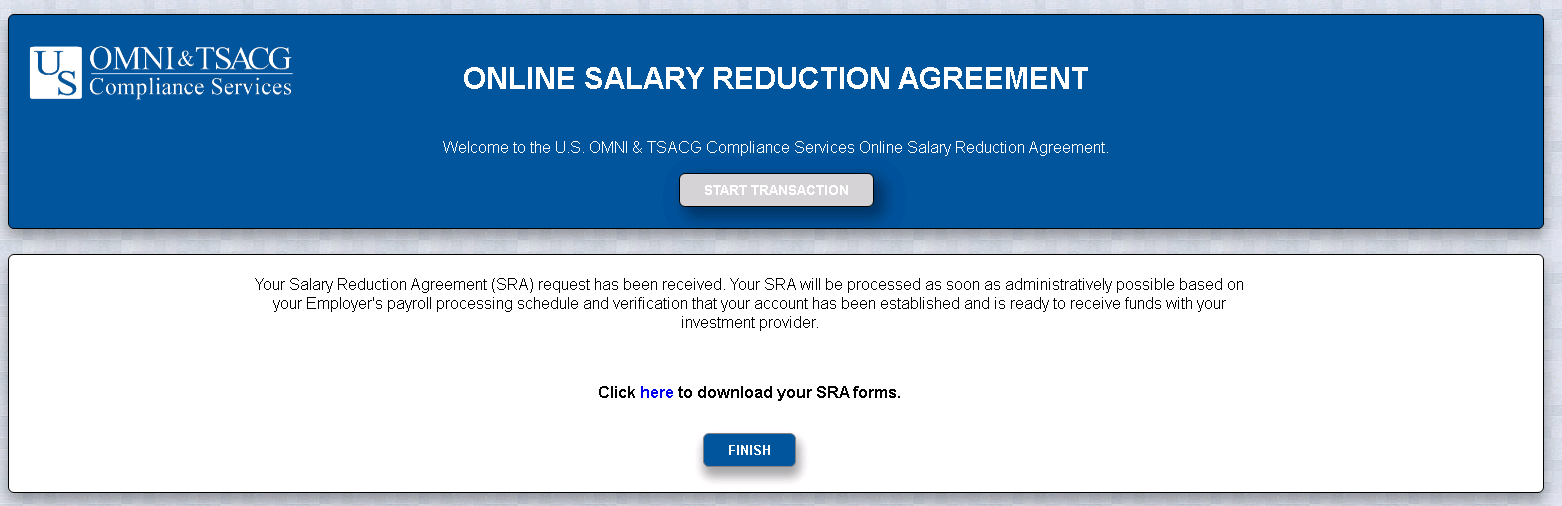 US OMNI & TSACG
Compliance Services
ONLINE SALARY REDUCTION AGREEMENT
Welcome to the U.S. OMNI & TSACG Compliance Services Online Salary Reduction Agreement.
START TRANSACTION
Your Salary Reduction Agreement (SRA) request has been received. Your SRA will be processed as soon as administratively possible based on
your Employer's payroll processing schedule and verification that your account has been established and is ready to receive funds with your
investment provider.
Click here to download your SRA forms.
FINISH